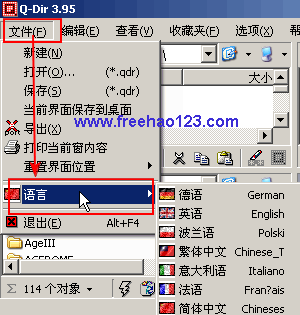 Q-Dir 3.95
文件(F) 编辑(E) 查看(V) 收藏夹(F) 选项(X)
新建(N)
打开(O)... (*.qdr)
保存(S) (*.qdr)
大小
当前界面保存到桌面
导出(X)
www.freehao123.com
打印当前窗内容
重置界面位置
语言
退出(E) Alt+F4
德语 German
英语 English
波兰语 Polski
繁体中文 Chinese_T
意大利语 Italiano
法语 Fran?ais
简体中文 Chineses
AgeIII
114 个对象